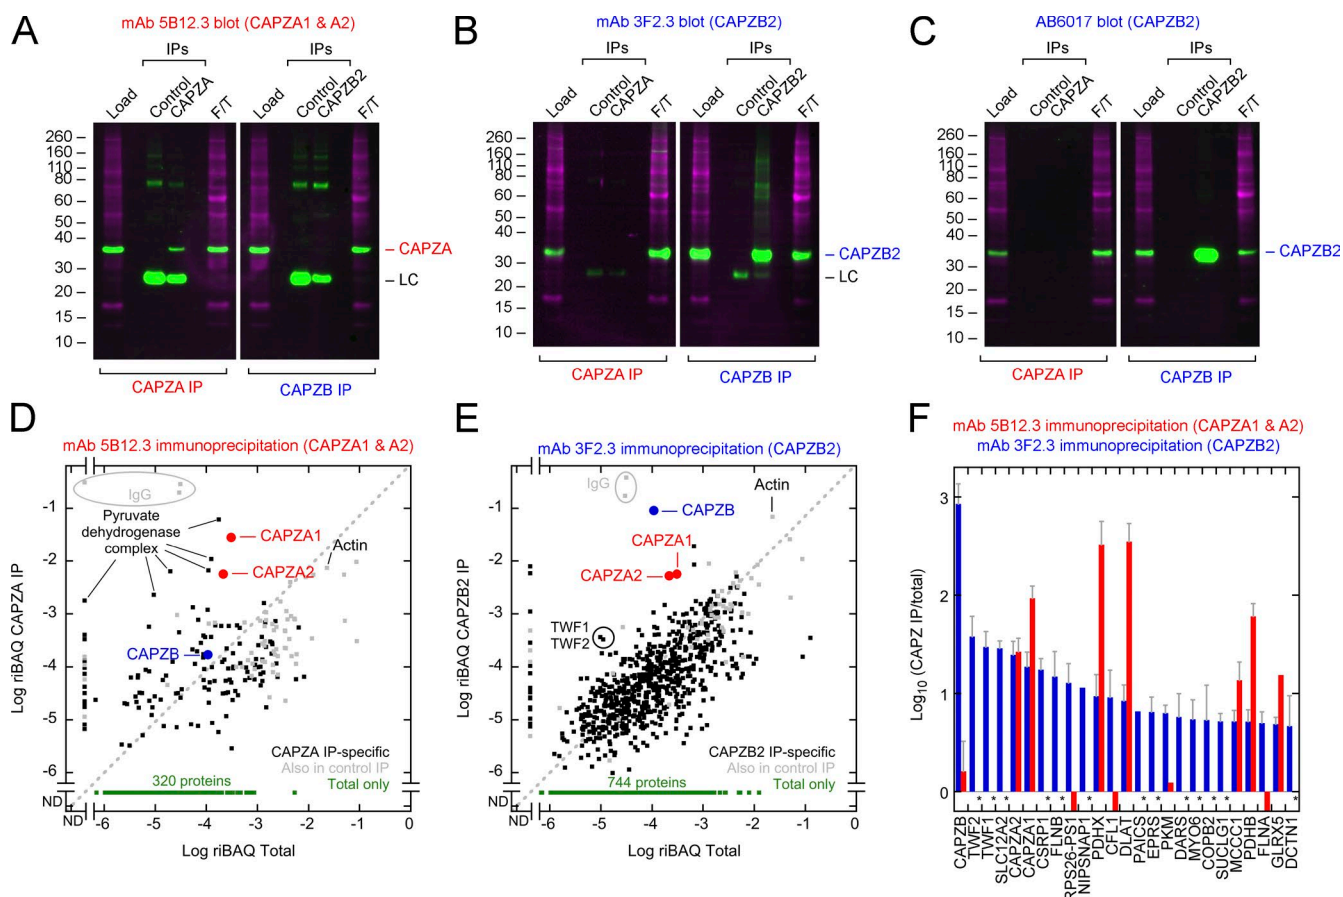 A
mAb 5B12.3 blot (CAPZA1 & A2)
IPs
IPs
Load
Control
CAPZA
F/T
Load
Control
CAPZB2
F/T
260
160
110
80
60
50
40
30
20
15
10
CAPZA
LC
CAPZA IP
CAPZB IP
B
mAb 3F2.3 blot (CAPZB2)
IPs
IPs
Load
Control
CAPZA
F/T
Load
Control
CAPZB2
F/T
260
160
110
80
60
50
40
30
20
15
10
CAPZB2
LC
CAPZA IP
CAPZB IP
C
AB6017 blot (CAPZB2)
IPs
IPs
Load
Control
CAPZA
F/T
Load
Control
CAPZB2
F/T
260
160
110
80
60
50
40
30
20
15
10
CAPZB2
CAPZA IP
CAPZB IP
D
mAb 5B12.3 immunoprecipitation (CAPZA1 & A2)
Log riBAQ CAPZA IP
-1
-2
-3
-4
-5
-6
ND
IgG
Pyruvate
dehydrogenase
complex
CAPZA1
CAPZA2
Actin
CAPZB
CAPZA IP-specific
Also in control IP
320 proteins
Total only
ND
-6
-5
-4
-3
-2
-1
0
Log riBAQ Total
E
mAb 3F2.3 immunoprecipitation (CAPZB2)
Log riBAQ CAPZB2 IP
-1
-2
-3
-4
-5
-6
ND
IgG
Actin
CAPZB
CAPZA1
CAPZA2
TWF1
TWF2
CAPZB2 IP-specific
Also in control IP
744 proteins
Total only
ND
-6
-5
-4
-3
-2
-1
0
Log riBAQ Total
F
mAb 5B12.3 immunoprecipitation (CAPZA1 & A2)
mAb 3F2.3 immunoprecipitation (CAPZB2)
Log10 (CAPZ IP/total)
3
2
1
0
* * * * * * * * * * * * *
CAPZB
TWF2
TWF1
SLC12A2
CAPZA2
CAPZA1
CSRP1
FLNB
RPS26-PS1
NIPSNAP1
PDHX
CFL1
DLAT
PAICS
EPRS
PKM
DARS
MYO6
COPB2
SUCLG1
MCCC1
PDHB
FLNA
GLRX5
DCTN1